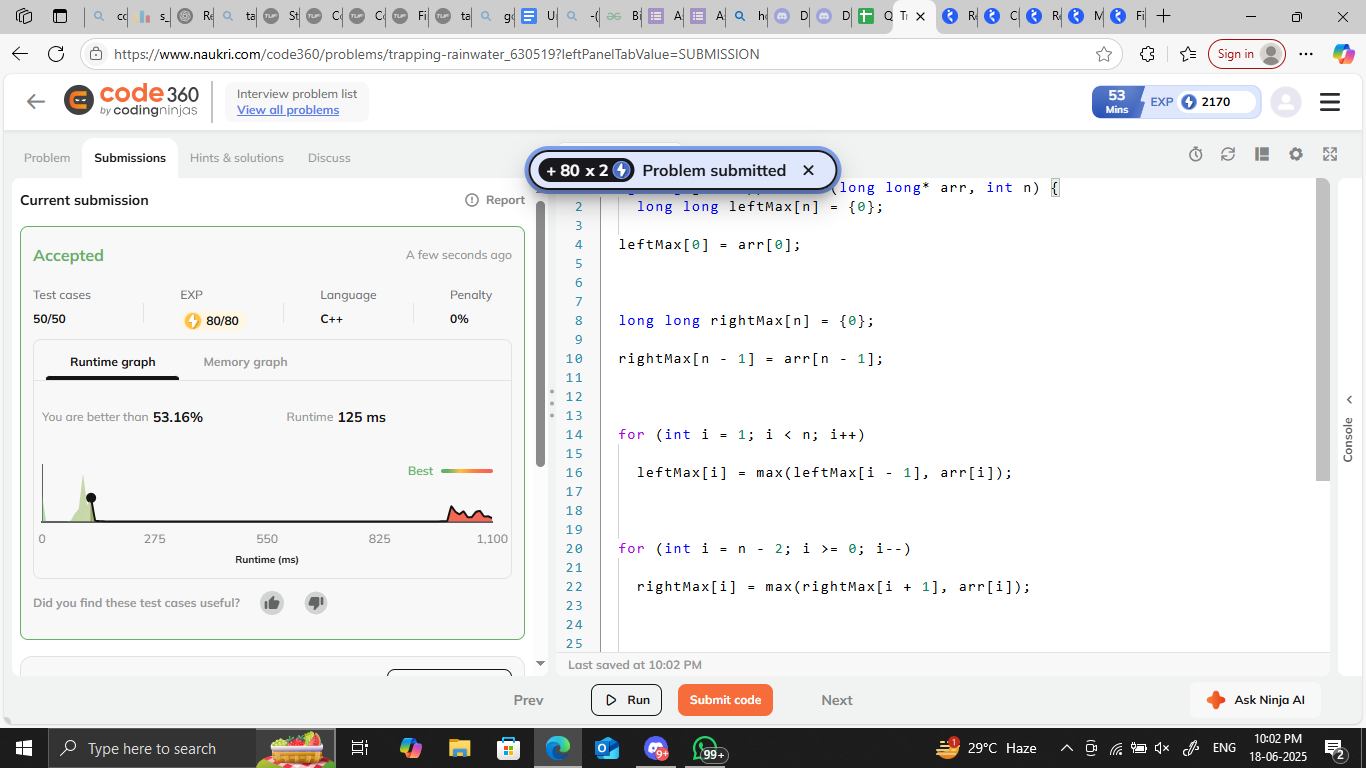 https://www.naukri.com/code360/problems/trapping-rainwater_630519?leftPanelTabValue=SUBMISSION
Sign in
code 360
by codingninjas
Interview problem list
View all problems
53
Mins
EXP
2170
Problem
Submissions
Hints & solutions
Discuss
+ 80 x 2
Problem submitted
Current submission
Report
Accepted
A few seconds ago
Test cases
EXP
Language
Penalty
50/50
80/80
C++
0%
Runtime graph
Memory graph
You are better than 53.16%
Runtime 125 ms
Best
0
275
550
825
1,100
Runtime (ms)
Did you find these test cases useful?
(long long* arr, int n) {
2 long long leftMax[n] = {0};
3
4 leftMax[0] = arr[0];
5
6
7
8 long long rightMax[n] = {0};
9
10 rightMax[n - 1] = arr[n - 1];
11
12
13
14 for (int i = 1; i < n; i++)
15
16 leftMax[i] = max(leftMax[i - 1], arr[i]);
17
18
19
20 for (int i = n - 2; i >= 0; i--)
21
22 rightMax[i] = max(rightMax[i + 1], arr[i]);
23
24
25
Console
Last saved at 10:02 PM
Prev
Run
Submit code
Next
Ask Ninja AI
Type here to search
9+
99+
1
29°C Haze
ENG
10:02 PM
18-06-2025
2